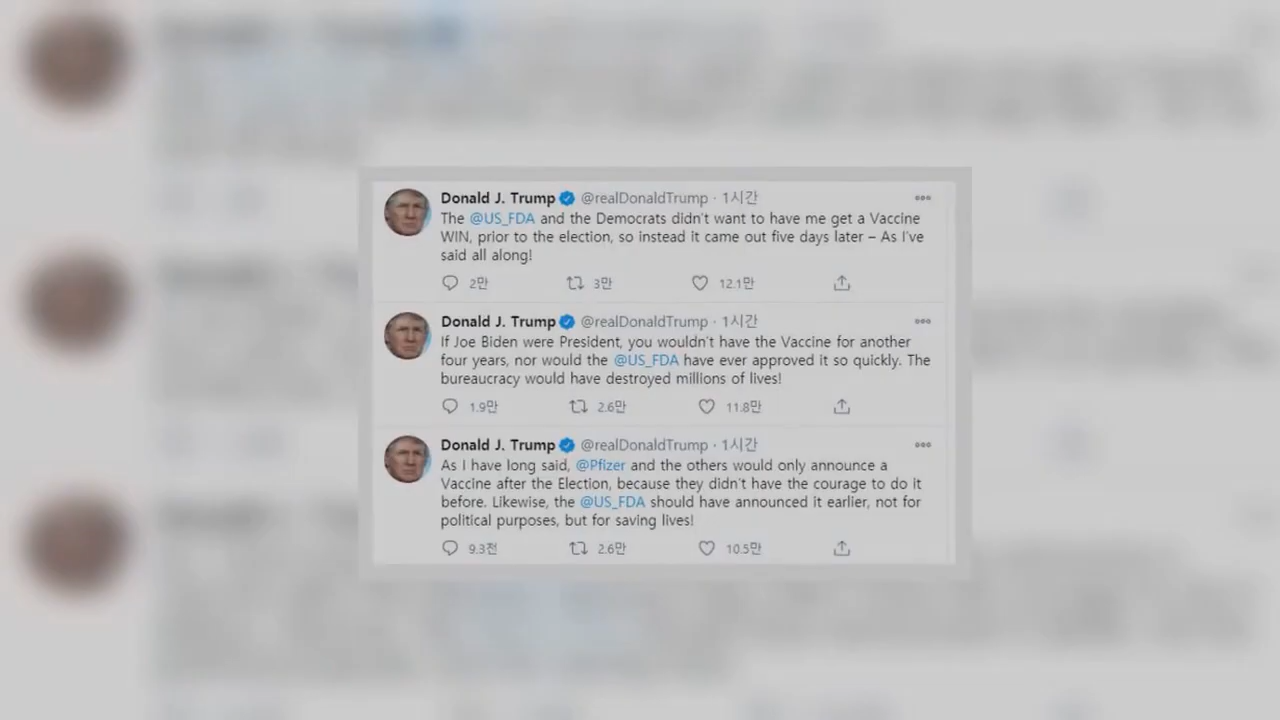 Donald J. Trump @realDonaldTrump · 1시간
The @US_FDA and the Democrats didn't want to have me get a Vaccine
WIN, prior to the election, so instead it came out five days later – As I've
said all along!
2만 3만 12.1만
Donald J. Trump @realDonaldTrump · 1시간
If Joe Biden were President, you wouldn't have the Vaccine for another
four years, nor would the @US_FDA have ever approved it so quickly. The
bureaucracy would have destroyed millions of lives!
1.9만 2.6만 11.8만
Donald J. Trump @realDonaldTrump · 1시간
As I have long said, @Pfizer and the others would only announce a
Vaccine after the Election, because they didn't have the courage to do it
before. Likewise, the @US_FDA should have announced it earlier, not for
political purposes, but for saving lives!
9.3천 2.6만 10.5만